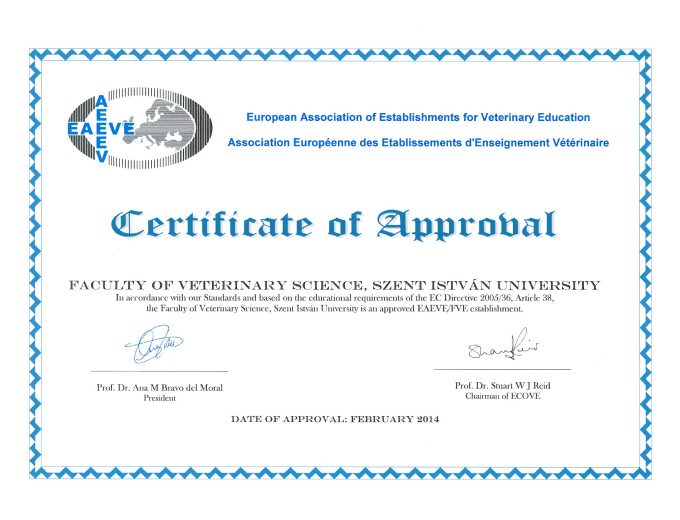 AEEEV
EAEVE
European Association of Establishments for Veterinary Education
Association Européenne des Etablissements d'Enseignement Vétérinaire
Certificate of Approval
FACULTY OF VETERINARY SCIENCE, SZENT ISTVÁN UNIVERSITY
In accordance with our Standards and based on the educational requirements of the EC Directive 2005/36, Article 38,
the Faculty of Veterinary Science, Szent István University is an approved EAEVE/FVE establishment.
Prof. Dr. Ana M Bravo del Moral
President
Prof. Dr. Stuart W J Reid
Chairman of ECOVE
DATE OF APPROVAL: FEBRUARY 2014